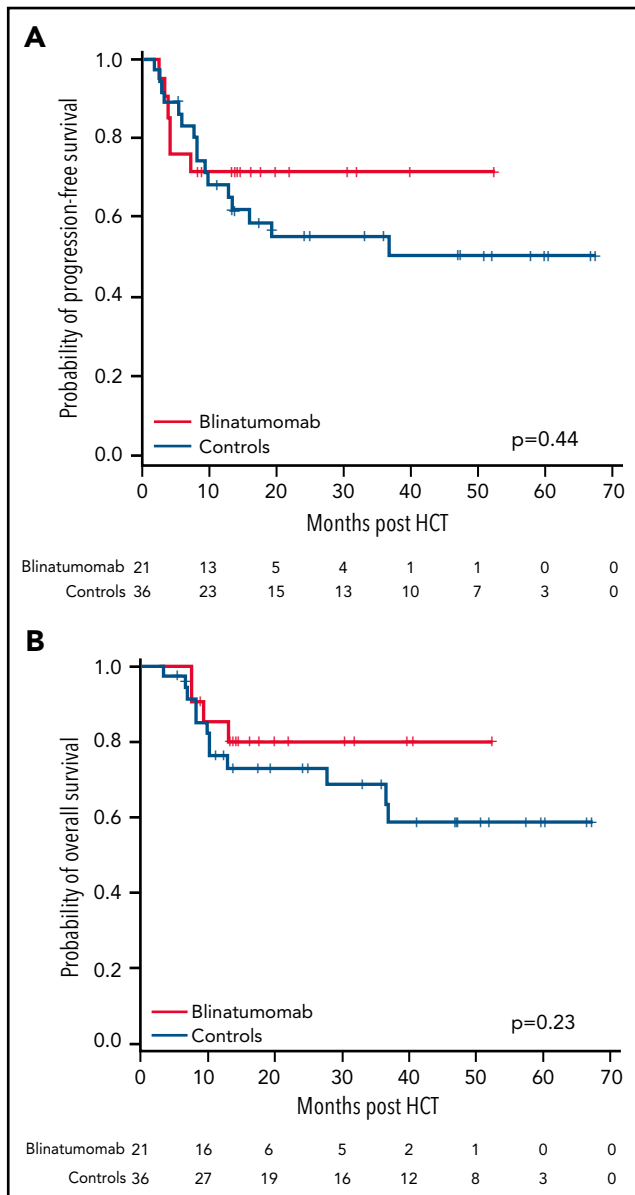 A
Probability of progression-free survival
1.0
0.8
0.6
0.4
0.2
0.0
Blinatumomab
Controls
p=0.44
0 10 20 30 40 50 60 70
Months post HCT
Blinatumomab 21 13 5 4 1 1 0 0
Controls 36 23 15 13 10 7 3 0
B
Probability of overall survival
1.0
0.8
0.6
0.4
0.2
0.0
Blinatumomab
Controls
p=0.23
0 10 20 30 40 50 60 70
Months post HCT
Blinatumomab 21 16 6 5 2 1 0 0
Controls 36 27 19 16 12 8 3 0